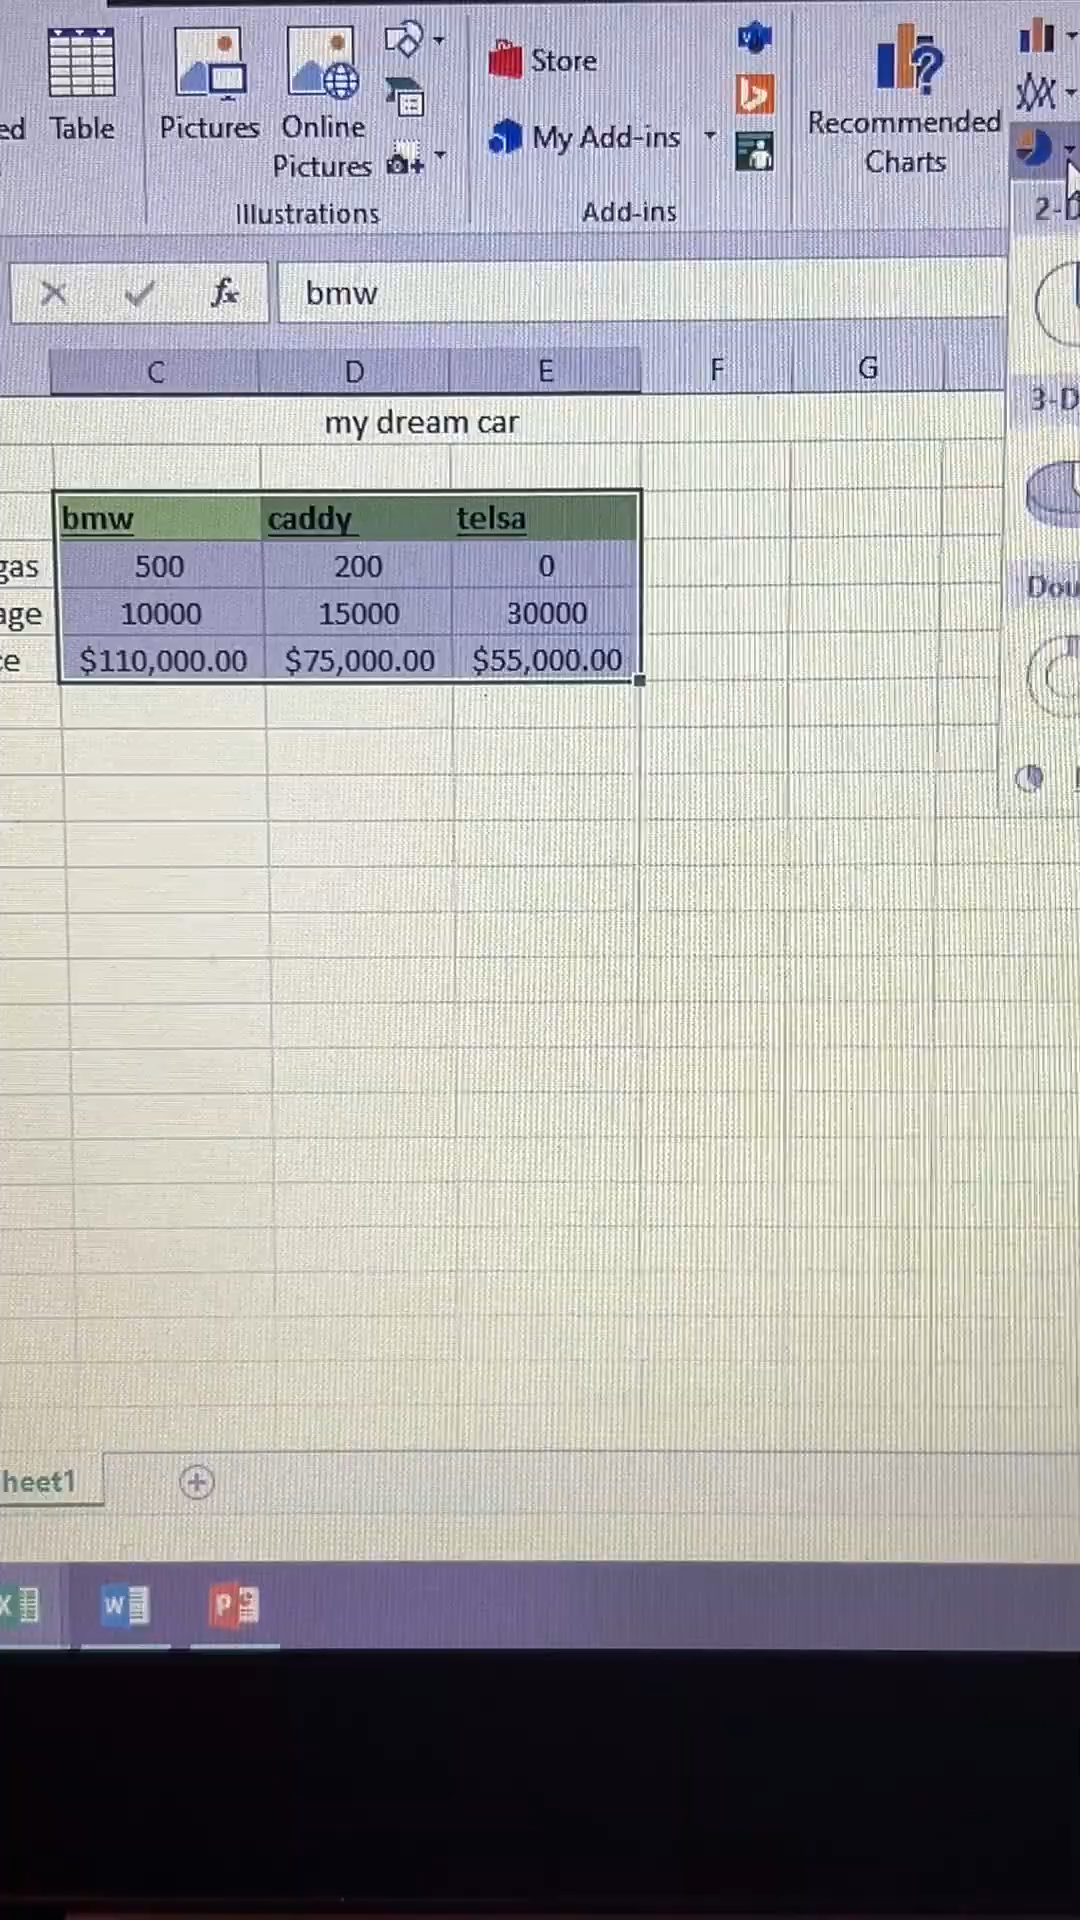 Table
Pictures
Online
Pictures
Illustrations
Store
My Add-ins
Add-ins
Recommended
Charts
2-D
fx
bmw
C D E F G
3-D
my dream car
bmw caddy telsa
gas 500 200 0
age 10000 15000 30000
ce $110,000.00 $75,000.00 $55,000.00
Dou
heet1
X W P